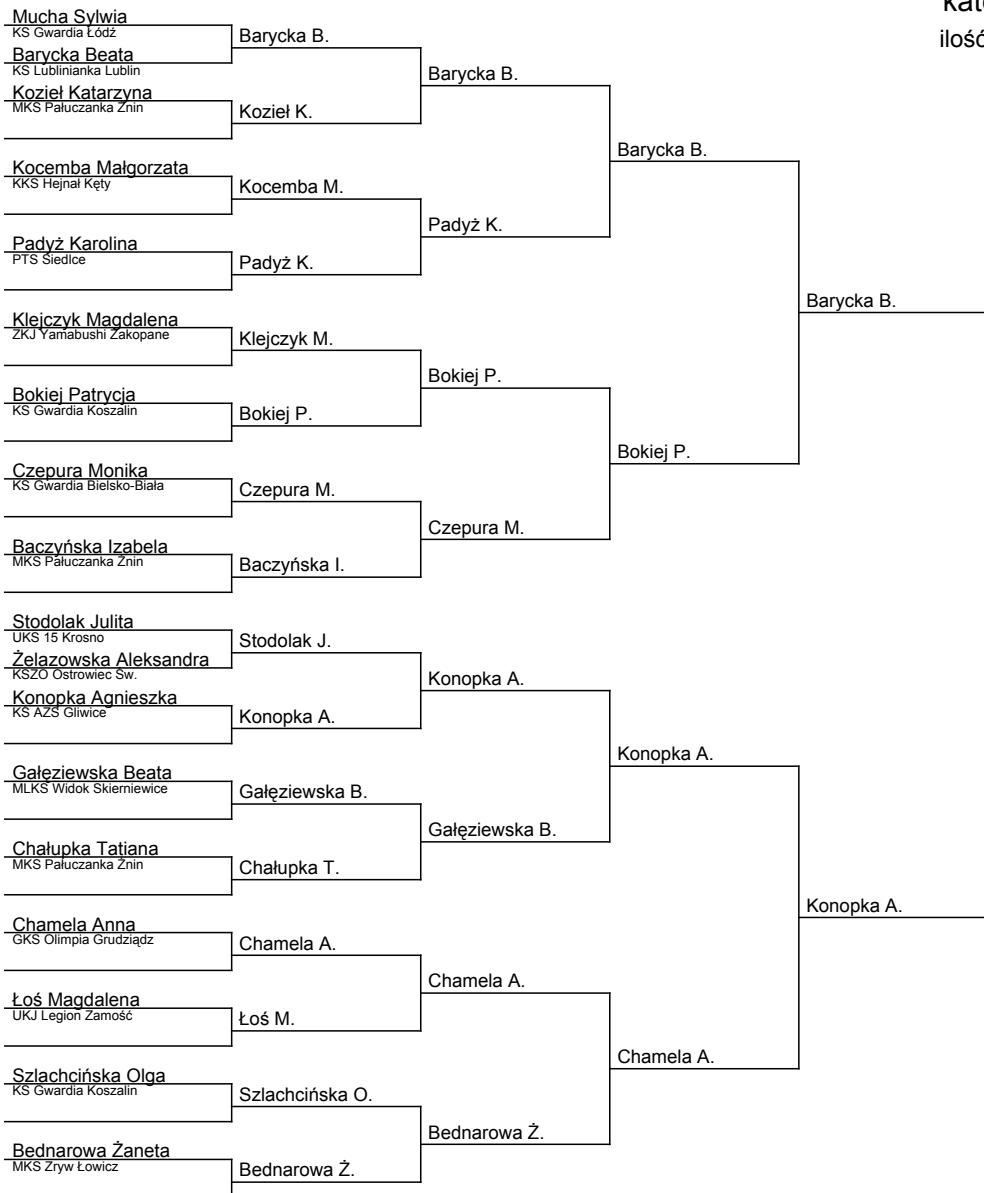 kat
ilość
Mucha Sylwia
KS Gwardia Łódź
Barycka Beata
KS Lublinianka Lublin
Kozieł Katarzyna
MKS Pałuczanka Żnin
Kocemba Małgorzata
KKS Hejnał Kęty
Padyż Karolina
PTS Siedlce
Klejczyk Magdalena
ZKJ Yamabushi Zakopane
Bokiej Patrycja
KS Gwardia Koszalin
Czepura Monika
KS Gwardia Bielsko-Biała
Baczyńska Izabela
MKS Pałuczanka Żnin
Stodolak Julita
UKS 15 Krosno
Żelazowska Aleksandra
KSZO Ostrowiec Św.
Konopka Agnieszka
KS AZS Gliwice
Gałęziewska Beata
MLKS Widok Skierniewice
Chałupka Tatiana
MKS Pałuczanka Żnin
Chamela Anna
GKS Olimpia Grudziądz
Łoś Magdalena
UKJ Legion Zamość
Szlachcińska Olga
KS Gwardia Koszalin
Bednarowa Żaneta
MKS Zryw Łowicz
Barycka B.
Kozieł K.
Kocemba M.
Padyż K.
Klejczyk M.
Bokiej P.
Czepura M.
Baczyńska I.
Stodolak J.
Konopka A.
Gałęziewska B.
Chałupka T.
Chamela A.
Łoś M.
Szlachcińska O.
Bednarowa Ż.
Barycka B.
Padyż K.
Bokiej P.
Czepura M.
Konopka A.
Gałęziewska B.
Chamela A.
Bednarowa Ż.
Barycka B.
Bokiej P.
Konopka A.
Chamela A.
Barycka B.
Konopka A.